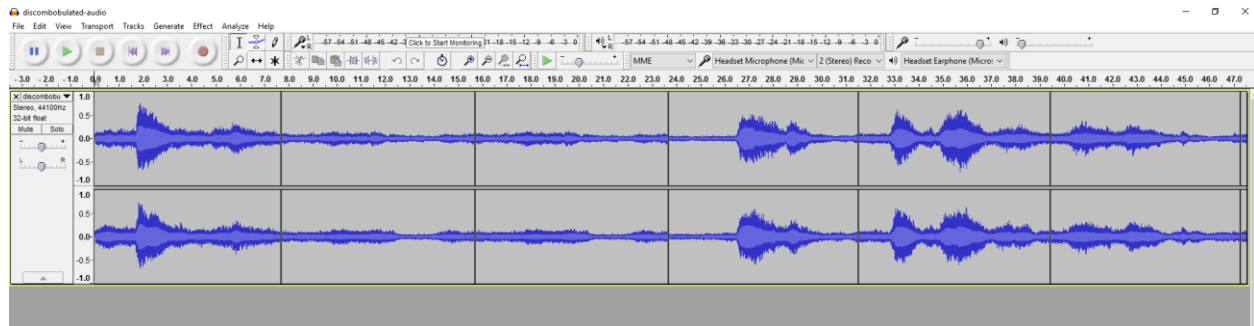 discombobulated-audio
File Edit View Transport Tracks Generate Effect Analyze Help
L R -57 -54 -51 -48 -45 -42 -3 Click to Start Monitoring 1 -18 -15 -12 -9 -6 -3 0 L R -57 -54 -51 -48 -45 -42 -39 -36 -33 -30 -27 -24 -21 -18 -15 -12 -9 -6 -3 0 - + -
MME Headset Microphone (Mic 2 (Stereo) Reco Headset Earphone (Micro:
-3.0 -2.0 -1.0 0 1.0 2.0 3.0 4.0 5.0 6.0 7.0 8.0 9.0 10.0 11.0 12.0 13.0 14.0 15.0 16.0 17.0 18.0 19.0 20.0 21.0 22.0 23.0 24.0 25.0 26.0 27.0 28.0 29.0 30.0 31.0 32.0 33.0 34.0 35.0 36.0 37.0 38.0 39.0 40.0 41.0 42.0 43.0 44.0 45.0 46.0 47.0
X discombobu 1.0
Stereo, 44100Hz
32-bit float 0.5
Mute Solo
- + 0.0
L R -0.5
-1.0
1.0
0.5
0.0
-0.5
-1.0